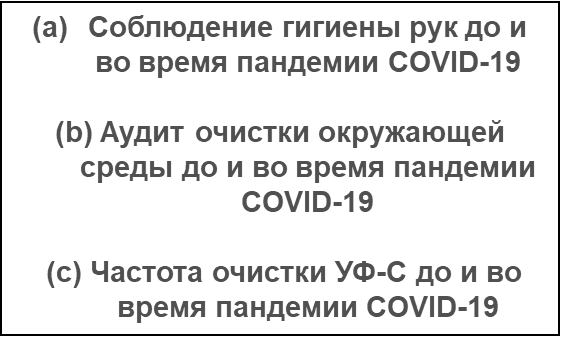 (a) Соблюдение гигиены рук до и
во время пандемии COVID-19
(b) Аудит очистки окружающей
среды до и во время пандемии
COVID-19
(c) Частота очистки УФ-С до и во
время пандемии COVID-19